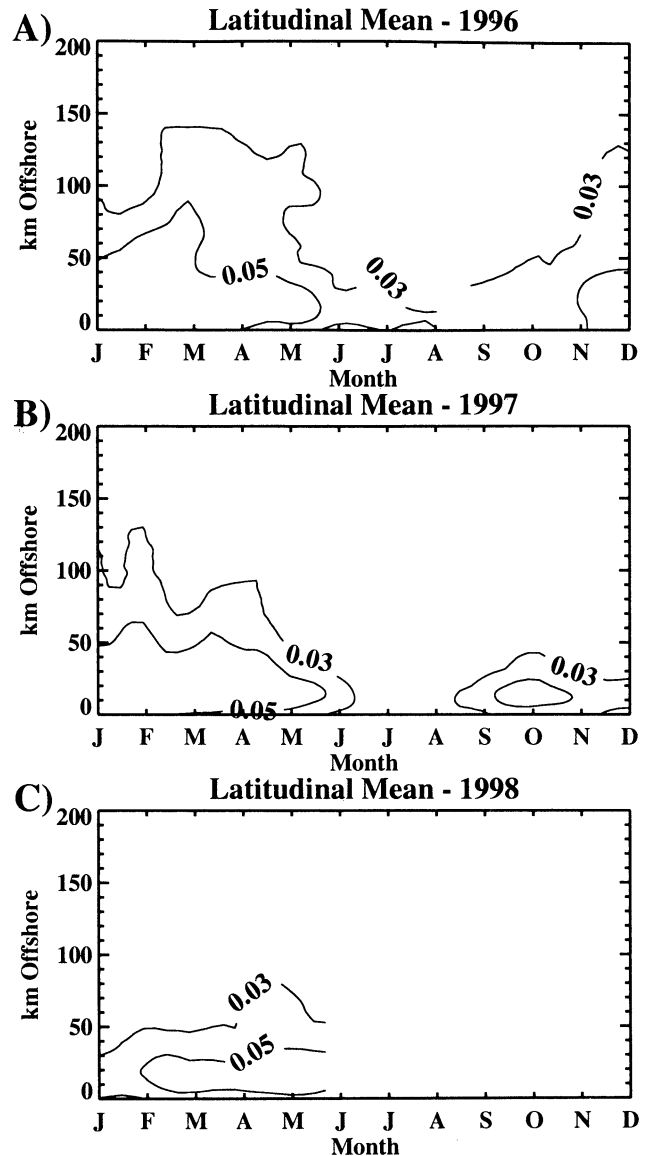 A)
Latitudinal Mean - 1996
200
150
100
50
0
km Offshore
0.03
0.05
0.03
J F M A M J J A S O N D
Month
B)
Latitudinal Mean - 1997
200
150
100
50
0
km Offshore
0.03
0.03
0.05
J F M A M J J A S O N D
Month
C)
Latitudinal Mean - 1998
200
150
100
50
0
km Offshore
0.03
0.05
J F M A M J J A S O N D
Month